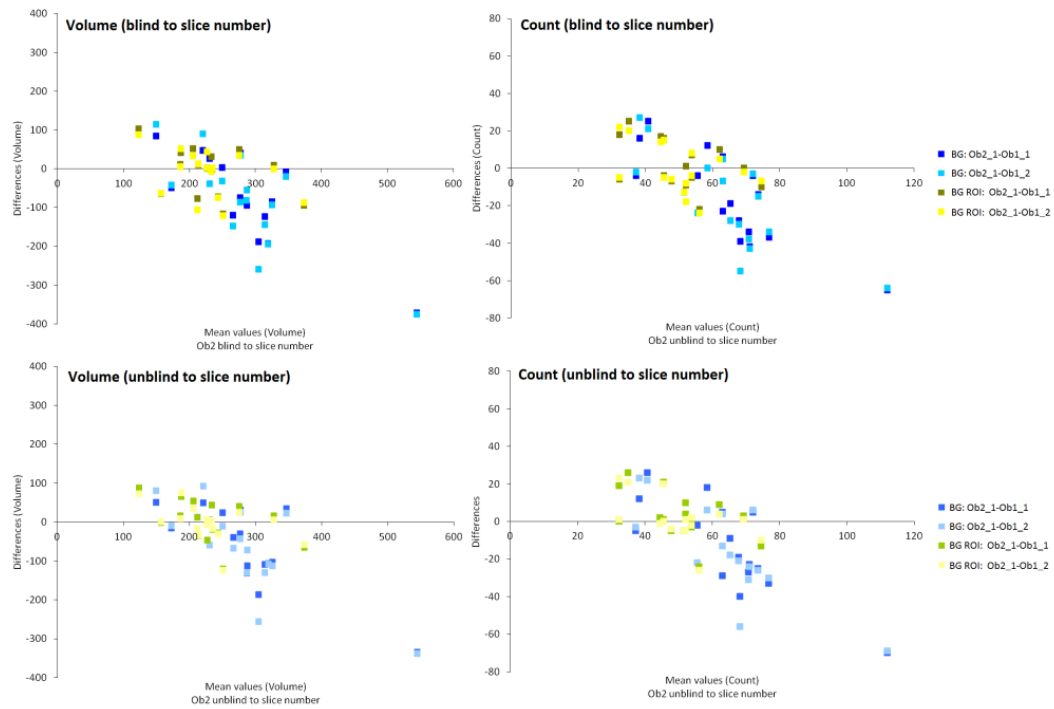 Volume (blind to slice number)
Differences (Volume)
400
300
200
100
0
-100
-200
-300
-400
0
100
200
300
400
500
600
Mean values (Volume)
Ob2 blind to slice number
Count (blind to slice number)
Differences (Count)
80
60
40
20
0
-20
-40
-60
-80
0
20
40
60
80
100
120
Mean values (Count)
Ob2 unblind to slice number
BG: Ob2_1-Ob1_1
BG: Ob2_1-Ob1_2
BG ROI: Ob2_1-Ob1_1
BG ROI: Ob2_1-Ob1_2
Volume (unblind to slice number)
Differences (Volume)
400
300
200
100
0
-100
-200
-300
-400
0
100
200
300
400
500
600
Mean values (Volume)
Ob2 unblind to slice number
Count (unblind to slice number)
Differences
80
60
40
20
0
-20
-40
-60
-80
0
20
40
60
80
100
120
Mean values (Count)
Ob2 unblind to slice number
BG: Ob2_1-Ob1_1
BG: Ob2_1-Ob1_2
BG ROI: Ob2_1-Ob1_1
BG ROI: Ob2_1-Ob1_2